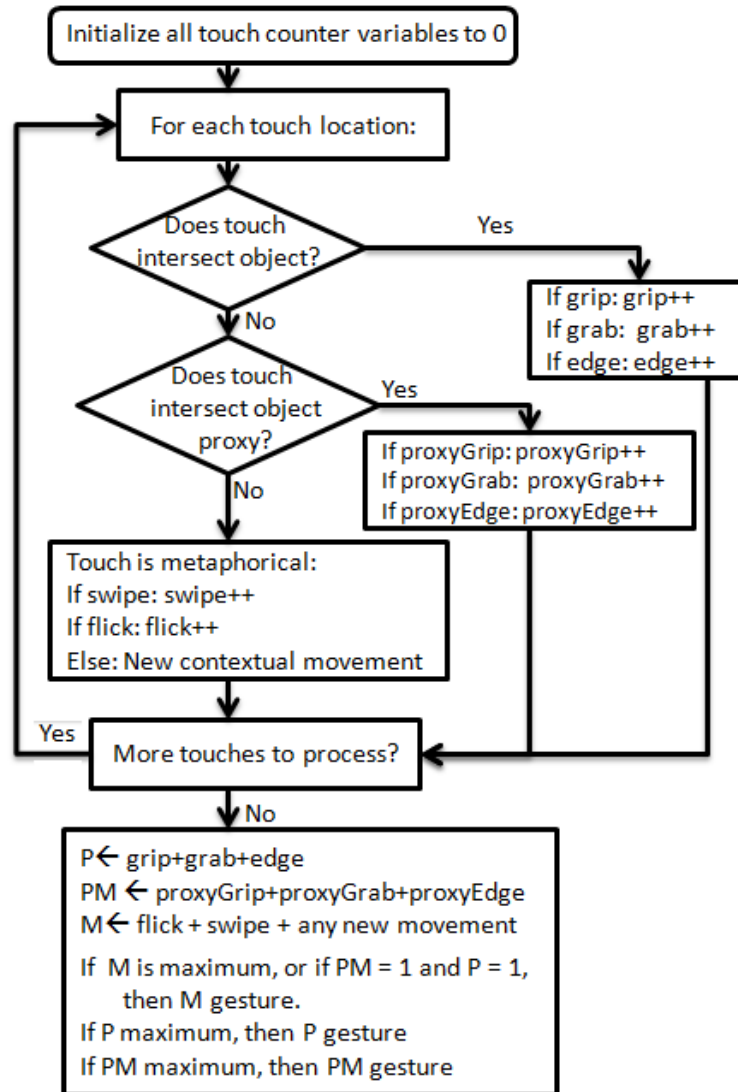 Initialize all touch counter variables to 0
For each touch location:
Does touch
intersect object?
Yes
If grip: grip++
If grab: grab++
If edge: edge++
No
Does touch
intersect object
proxy?
Yes
If proxyGrip: proxyGrip++
If proxyGrab: proxyGrab++
If proxyEdge: proxyEdge++
No
Touch is metaphorical:
If swipe: swipe++
If flick: flick++
Else: New contextual movement
Yes
More touches to process?
No
P← grip+grab+edge
PM ← proxyGrip+proxyGrab+proxyEdge
M← flick + swipe + any new movement
If M is maximum, or if PM = 1 and P = 1,
then M gesture.
If P maximum, then P gesture
If PM maximum, then PM gesture